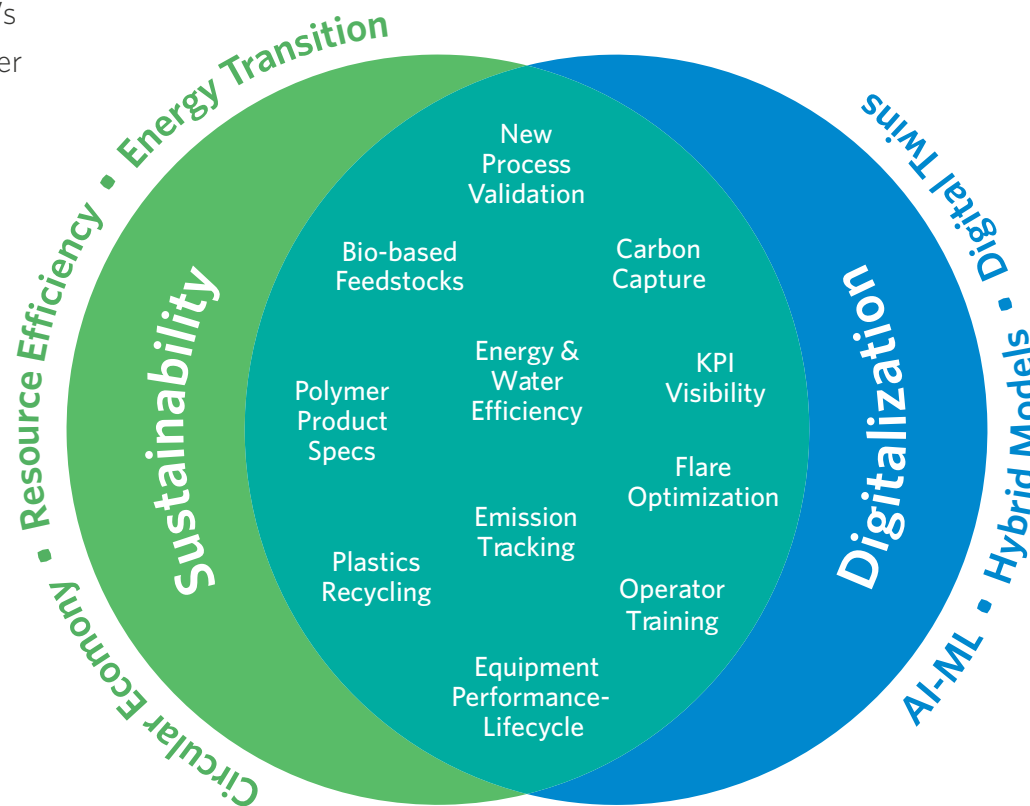 's
er
Energy Transition
Resource Efficiency
Circular Ecomony
Sustainability
New
Process
Validation
Bio-based
Feedstocks
Carbon
Capture
Energy &
Water
Efficiency
KPI
Visibility
Polymer
Product
Specs
Flare
Optimization
Emission
Tracking
Plastics
Recycling
Operator
Training
Equipment
Performance-
Lifecycle
Digitalization
Digital Twins
Hybrid Models
AI-ML